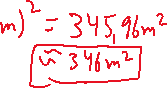 m)² = 345,96m²
≈ 346m²